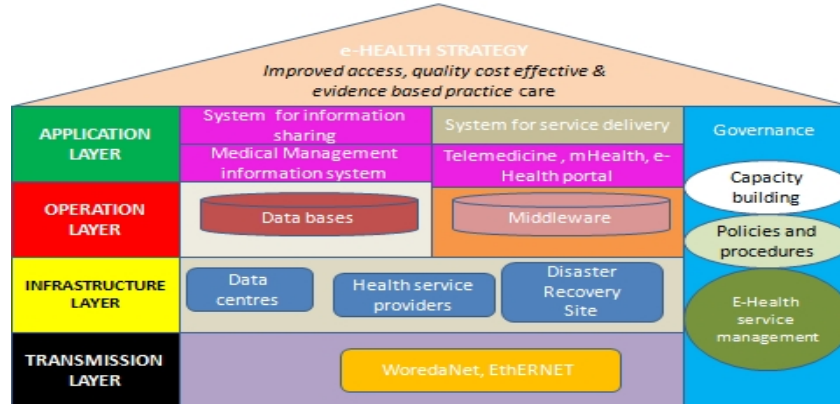 e-HEALTH STRATEGY
Improved access, quality cost effective &
evidence based practice care
APPLICATION
LAYER
System for information
sharing
System for service delivery
Governance
Medical Management
information system
Telemedicine , mHealth, e-
Health portal
Capacity
building
OPERATION
LAYER
Data bases
Middleware
Policies and
procedures
INFRASTRUCTURE
LAYER
Data
centres
Health service
providers
Disaster
Recovery
Site
E-Health
service
management
TRANSMISSION
LAYER
WoredaNet, EthERNET